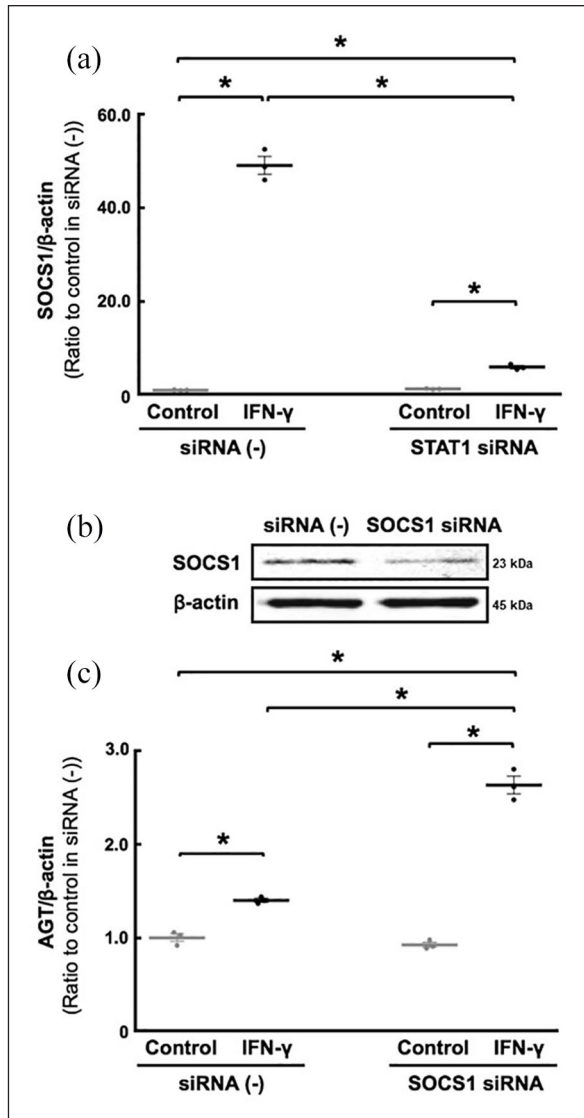 (a)
*
*
*
60.0
40.0
20.0
0
*
SOCS1/β-actin
(Ratio to control in siRNA (-))
Control IFN-γ Control IFN-γ
siRNA (-) STAT1 siRNA
(b)
siRNA (-) SOCS1 siRNA
SOCS1 23 kDa
β-actin 45 kDa
(c)
*
*
*
*
3.0
2.0
1.0
0
AGT/β-actin
(Ratio to control in siRNA (-))
Control IFN-γ Control IFN-γ
siRNA (-) SOCS1 siRNA